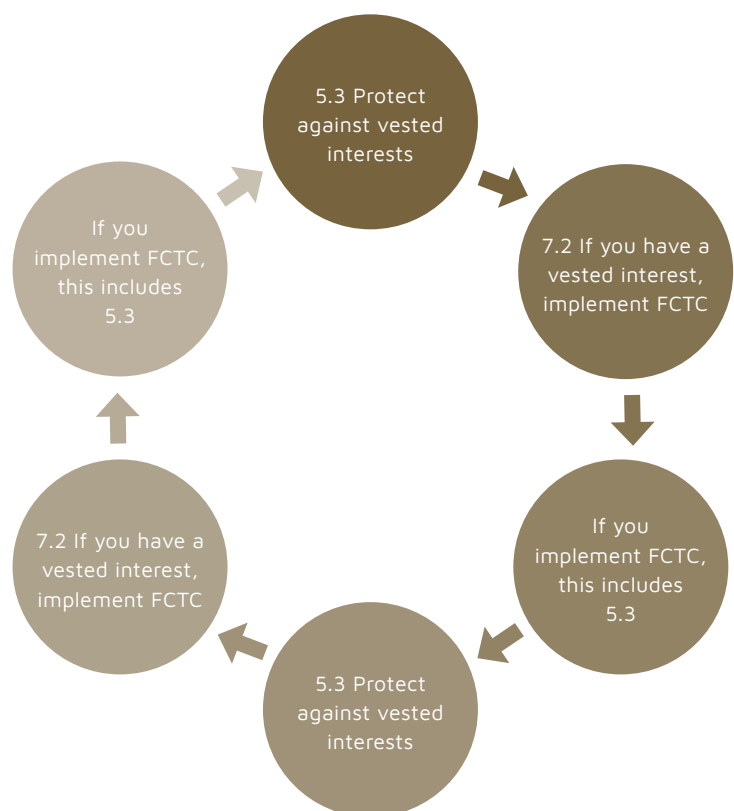 5.3 Protect
against vested
interests
7.2 If you have a
vested interest,
implement FCTC
If you
implement FCTC,
this includes
5.3
5.3 Protect
against vested
interests
7.2 If you have a
vested interest,
implement FCTC
If you
implement FCTC,
this includes
5.3